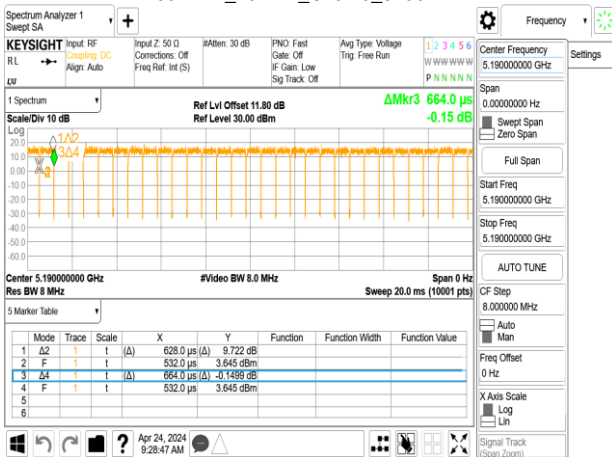 Spectrum Analyzer 1
Swept SA
Frequency
KEYSIGHT
RL
Input: RF
Coupling: DC
Align: Auto
Input Z: 50 Ω
Corrections: Off
Freq Ref: Int (S)
#Atten: 30 dB
PNO: Fast
Gate: Off
IF Gain: Low
Sig Track: Off
Avg Type: Voltage
Trig: Free Run
1 2 3 4 5 6
W W W W W W
P N N N N N
1 Spectrum
Scale/Div 10 dB
Ref Lvl Offset 11.80 dB
Ref Level 30.00 dBm
ΔMkr3 664.0 µs
-0.15 dB
Log
20.0
10.0
0.00
-10.0
-20.0
-30.0
-40.0
-50.0
-60.0
1Δ2
3Δ4
Center 5.190000000 GHz
Res BW 8 MHz
#Video BW 8.0 MHz
Span 0 Hz
Sweep 20.0 ms (10001 pts)
5 Marker Table
Mode Trace Scale X Y Function Function Width Function Value
1 Δ2 1 t (Δ) 628.0 µs (Δ) 9.722 dB
2 F 1 t 532.0 µs 3.645 dBm
3 Δ4 1 t (Δ) 664.0 µs (Δ) -0.1499 dB
4 F 1 t 532.0 µs 3.645 dBm
5
6
Apr 24, 2024
9:28:47 AM
Center Frequency
5.190000000 GHz
Settings
Span
0.00000000 Hz
Swept Span
Zero Span
Full Span
Start Freq
5.190000000 GHz
Stop Freq
5.190000000 GHz
AUTO TUNE
CF Step
8.000000 MHz
Auto
Man
Freq Offset
0 Hz
X Axis Scale
Log
Lin
Signal Track
(Span Zoom)